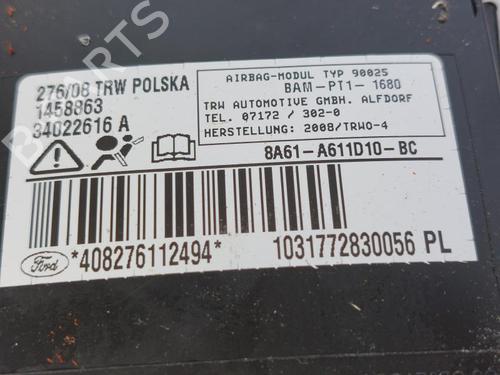 276/08 TRW POLSKA
1458863
34022616 A
AIRBAG-MODUL TYP 90025
BAM-PT1- 1680
TRW AUTOMOTIVE GMBH. ALFDORF
TEL. 07172 / 302-0
HERSTELLUNG: 2008/TRWO-4
8A61-A611D10-BC
Ford
*408276112494*
1031772830056 PL